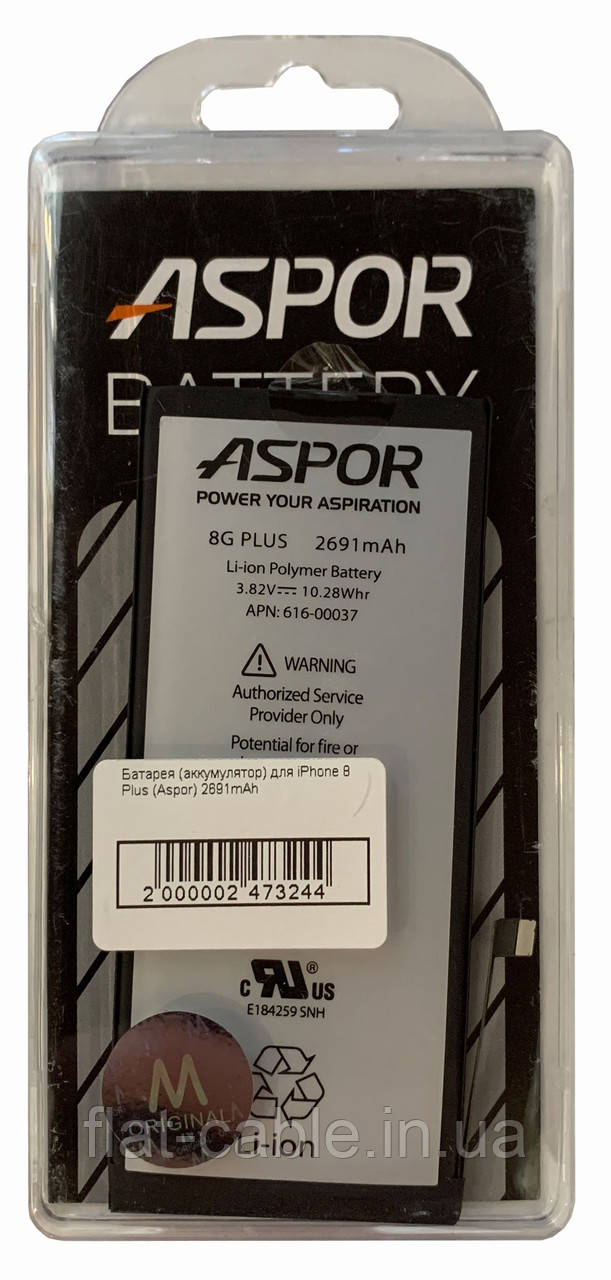 ASPOR
BATTERY
ASPOR
POWER YOUR ASPIRATION
8G PLUS 2691mAh
Li-ion Polymer Battery
3.82V⎓ 10.28Whr
APN: 616-00037
⚠ WARNING
Authorized Service
Provider Only
Potential for fire or
Батарея (аккумулятор) для iPhone 8
Plus (Aspor) 2691mAh
2 000002 473244
c RU ® US
E184259 SNH
M
ORIGINAL
Li-ion
flat-cable.in.ua